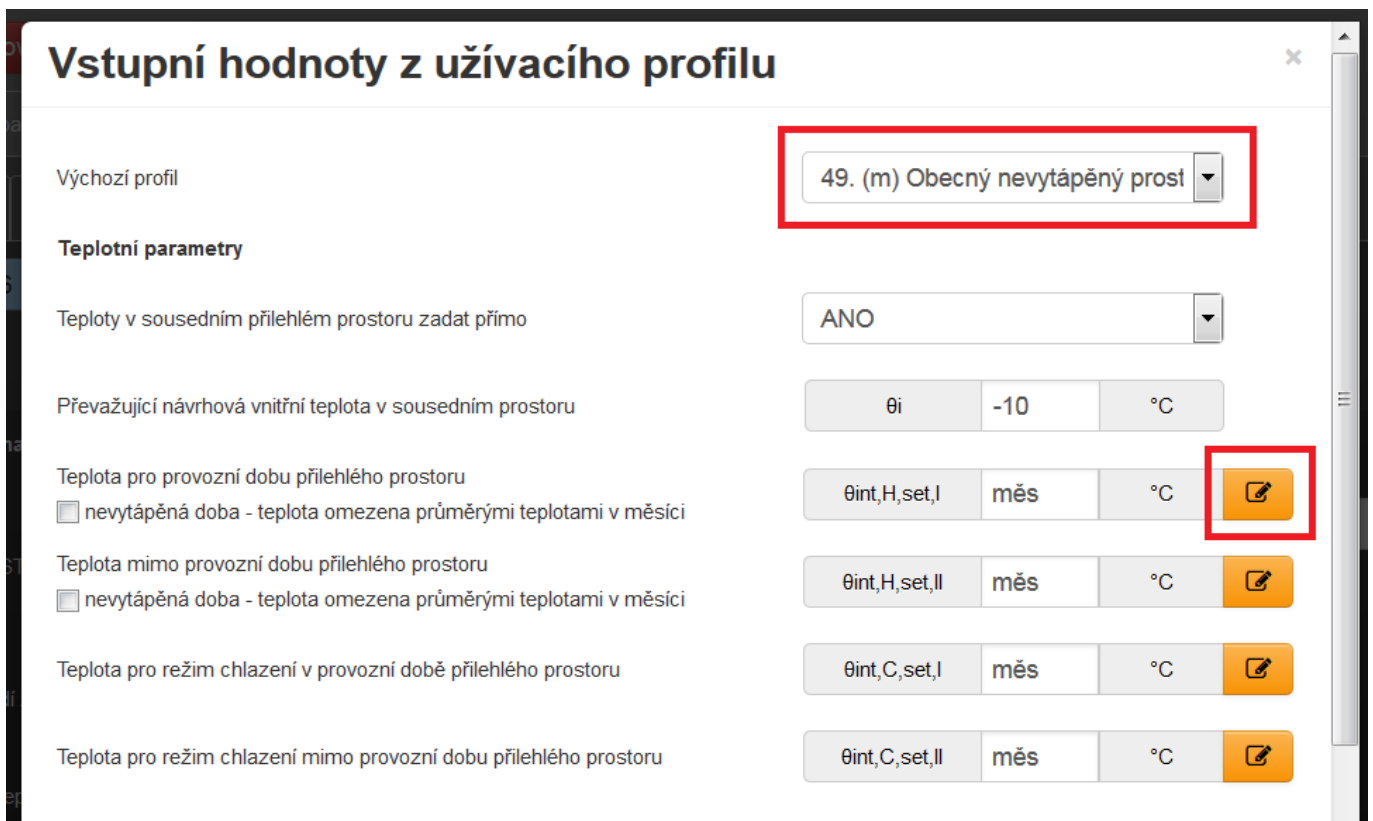 Vstupní hodnoty z užívacího profilu ×
Výchozí profil 49. (m) Obecný nevytápěný prost
Teplotní parametry
Teploty v sousedním přilehlém prostoru zadat přímo ANO
Převažující návrhová vnitřní teplota v sousedním prostoru θi -10 °C
Teplota pro provozní dobu přilehlého prostoru θint,H,set,I měs °C
nevytápěná doba - teplota omezena průměrými teplotami v měsíci
Teplota mimo provozní dobu přilehlého prostoru θint,H,set,II měs °C
nevytápěná doba - teplota omezena průměrými teplotami v měsíci
Teplota pro režim chlazení v provozní době přilehlého prostoru θint,C,set,I měs °C
Teplota pro režim chlazení mimo provozní dobu přilehlého prostoru θint,C,set,II měs °C